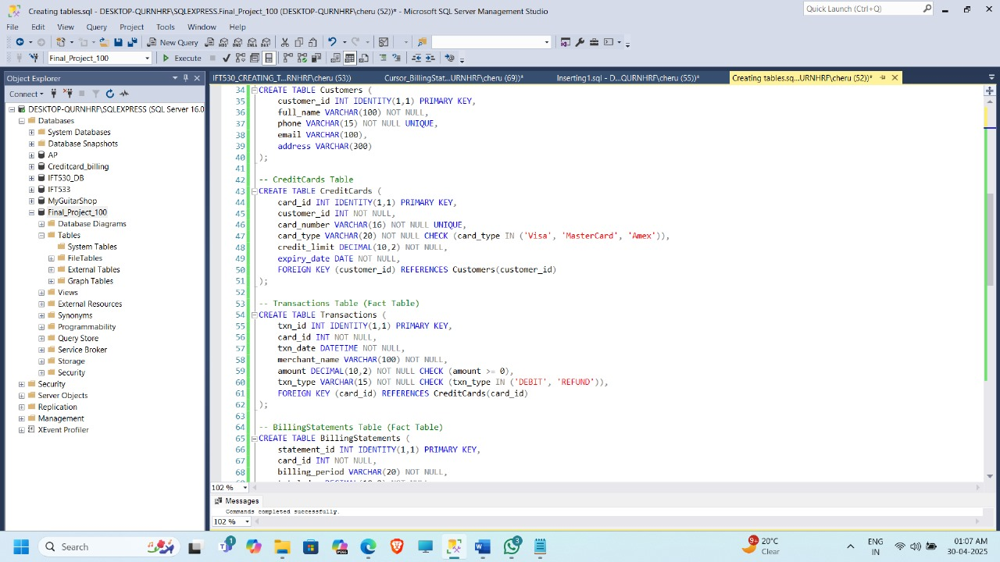 Creating tables.sql - DESKTOP-QURNHRF\SQLEXPRESS.Final_Project_100 (DESKTOP-QURNHRF\cheru (52))* - Microsoft SQL Server Management Studio
Quick Launch (Ctrl+Q)
File Edit View Query Project Tools Window Help
New Query
Final_Project_100
Execute
Object Explorer
IFT530_CREATING_T...RNHRF\cheru (53))
Cursor_BillingStat...URNHRF\cheru (69))*
Inserting1.sql - D...QURNHRF\cheru (55))*
Creating tables.sq...URNHRF\cheru (52))*
Connect
DESKTOP-QURNHRF\SQLEXPRESS (SQL Server 16.0
Databases
System Databases
Database Snapshots
AP
Creditcard_billing
IFT530_DB
IFT533
MyGuitarShop
Final_Project_100
Database Diagrams
Tables
System Tables
FileTables
External Tables
Graph Tables
Views
External Resources
Synonyms
Programmability
Query Store
Service Broker
Storage
Security
Security
Server Objects
Replication
Management
XEvent Profiler
34 CREATE TABLE Customers (
35 customer_id INT IDENTITY(1,1) PRIMARY KEY,
36 full_name VARCHAR(100) NOT NULL,
37 phone VARCHAR(15) NOT NULL UNIQUE,
38 email VARCHAR(100),
39 address VARCHAR(300)
40 );
41
42 -- CreditCards Table
43 CREATE TABLE CreditCards (
44 card_id INT IDENTITY(1,1) PRIMARY KEY,
45 customer_id INT NOT NULL,
46 card_number VARCHAR(16) NOT NULL UNIQUE,
47 card_type VARCHAR(20) NOT NULL CHECK (card_type IN ('Visa', 'MasterCard', 'Amex')),
48 credit_limit DECIMAL(10,2) NOT NULL,
49 expiry_date DATE NOT NULL,
50 FOREIGN KEY (customer_id) REFERENCES Customers(customer_id)
51 );
52
53 -- Transactions Table (Fact Table)
54 CREATE TABLE Transactions (
55 txn_id INT IDENTITY(1,1) PRIMARY KEY,
56 card_id INT NOT NULL,
57 txn_date DATETIME NOT NULL,
58 merchant_name VARCHAR(100) NOT NULL,
59 amount DECIMAL(10,2) NOT NULL CHECK (amount >= 0),
60 txn_type VARCHAR(15) NOT NULL CHECK (txn_type IN ('DEBIT', 'REFUND')),
61 FOREIGN KEY (card_id) REFERENCES CreditCards(card_id)
62 );
63
64 -- BillingStatements Table (Fact Table)
65 CREATE TABLE BillingStatements (
66 statement_id INT IDENTITY(1,1) PRIMARY KEY,
67 card_id INT NOT NULL,
68 billing_period VARCHAR(20) NOT NULL,
102 %
Messages
Commands completed successfully.
102 %
Search
1
9+
20°C
Clear
3
ENG
IN
01:07 AM
30-04-2025